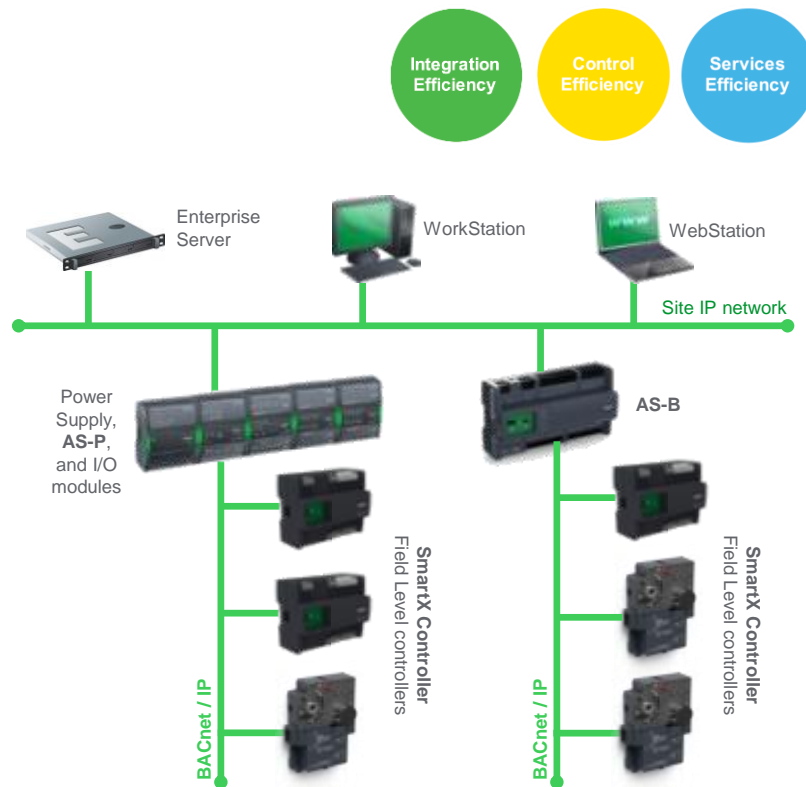 Integration
Efficiency
Control
Efficiency
Services
Efficiency
Enterprise
Server
WorkStation
www
WebStation
Site IP network
Power
Supply,
AS-P,
and I/O
modules
AS-B
SmartX Controller
Field Level controllers
BACnet / IP
SmartX Controller
Field Level controllers
BACnet / IP